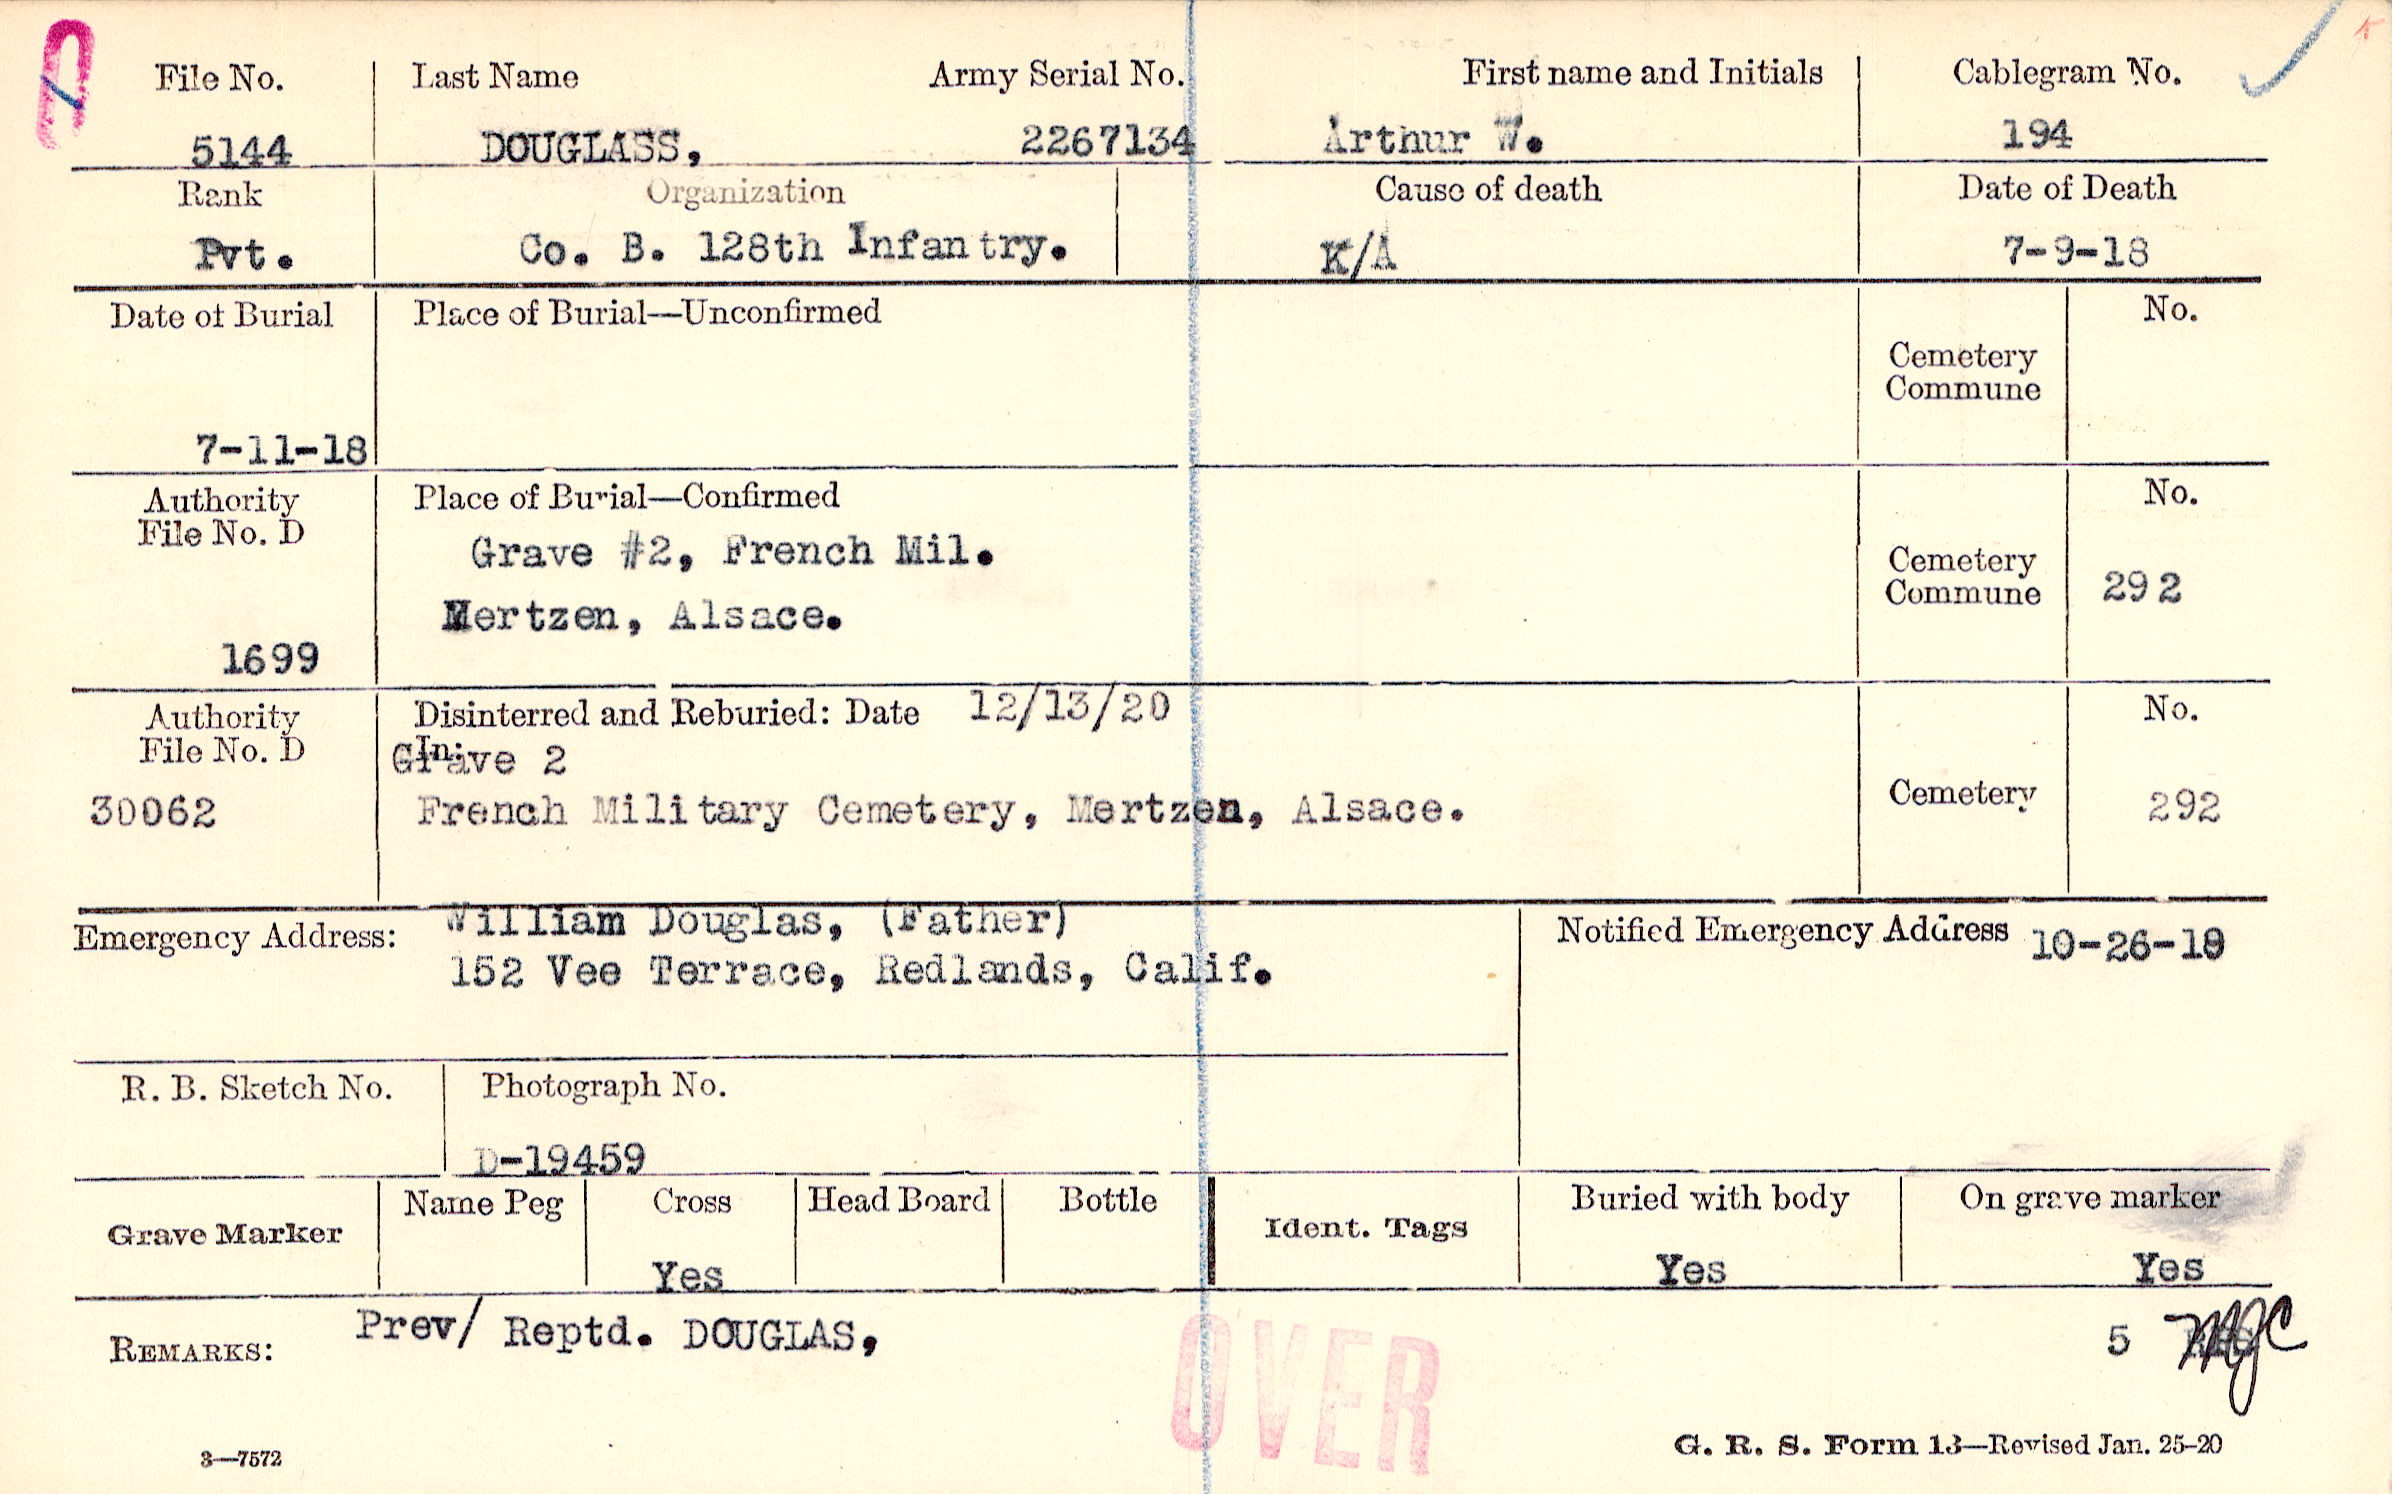 File No. Last Name Army Serial No. First name and Initials Cablegram No.
5144 DOUGLASS, 2267134 Arthur W. 194
Rank Organization Cause of death Date of Death
Pvt. Co. B. 128th Infantry. K/A 7-9-18
Date of Burial Place of Burial—Unconfirmed No.
Cemetery
Commune
7-11-18
Authority Place of Burial—Confirmed No.
File No. D
Grave #2, French Mil.
Cemetery
Commune 292
Mertzen, Alsace.
1699
Authority Disinterred and Reburied: Date 12/13/20 No.
File No. D In:
Grave 2
30062 French Military Cemetery, Mertzen, Alsace. Cemetery 292
Emergency Address: William Douglas, (Father) Notified Emergency Address 10-26-18
152 Vee Terrace, Redlands, Calif.
R. B. Sketch No. Photograph No.
D-19459
Grave Marker Name Peg Cross Head Board Bottle Ident. Tags Buried with body On grave marker
Yes Yes Yes
REMARKS: Prev/ Reptd. DOUGLAS, 5 MJC
OVER
3—7572 G. R. S. Form 13—Revised Jan. 25-20